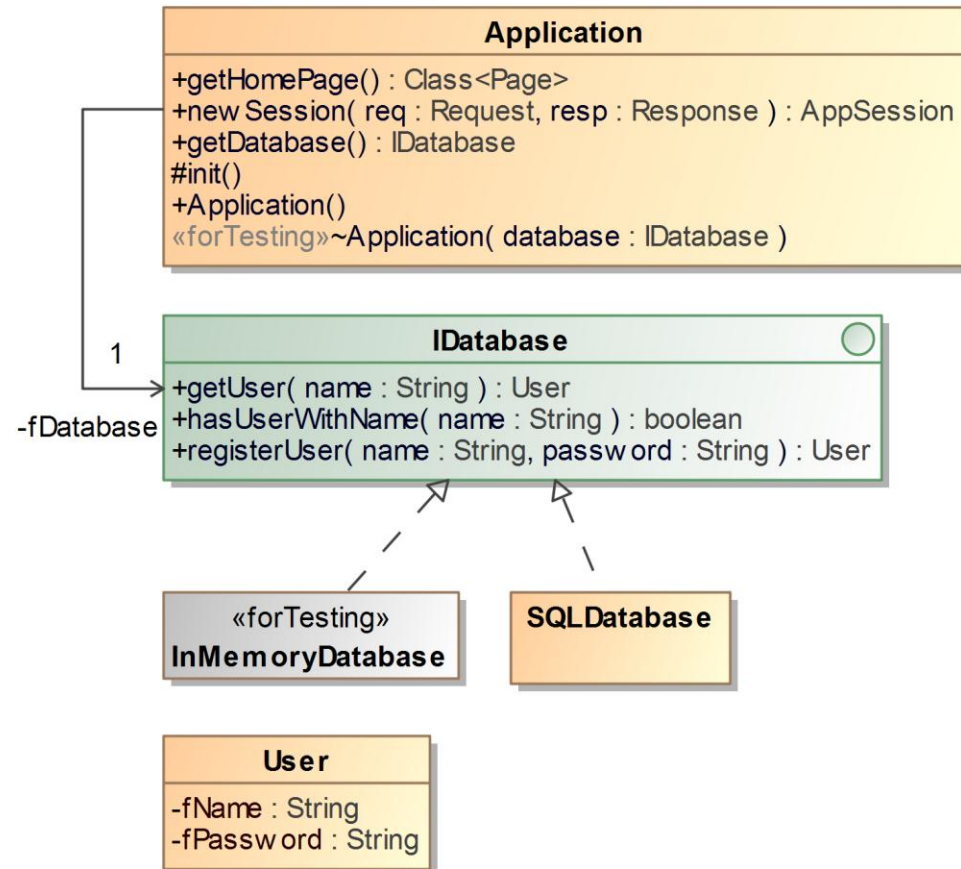 Application
+getHomePage() : Class<Page>
+newSession( req : Request, resp : Response ) : AppSession
+getDatabase() : IDatabase
#init()
+Application()
«forTesting»~Application( database : IDatabase )
1
-fDatabase
IDatabase
+getUser( name : String ) : User
+hasUserWithName( name : String ) : boolean
+registerUser( name : String, password : String ) : User
«forTesting»
InMemoryDatabase
SQLDatabase
User
-fName : String
-fPassword : String